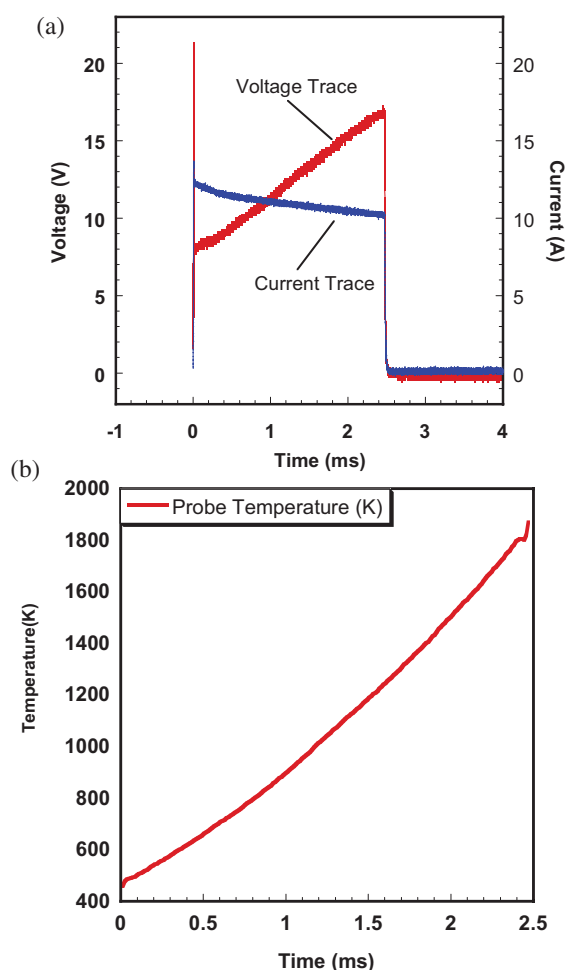 (a)
20
15
10
5
0
Voltage (V)
Voltage Trace
Current Trace
20
15
10
5
0
Current (A)
-1 0 1 2 3 4
Time (ms)
(b)
2000
1800
1600
1400
1200
1000
800
600
400
Temperature(K)
Probe Temperature (K)
0 0.5 1 1.5 2 2.5
Time (ms)